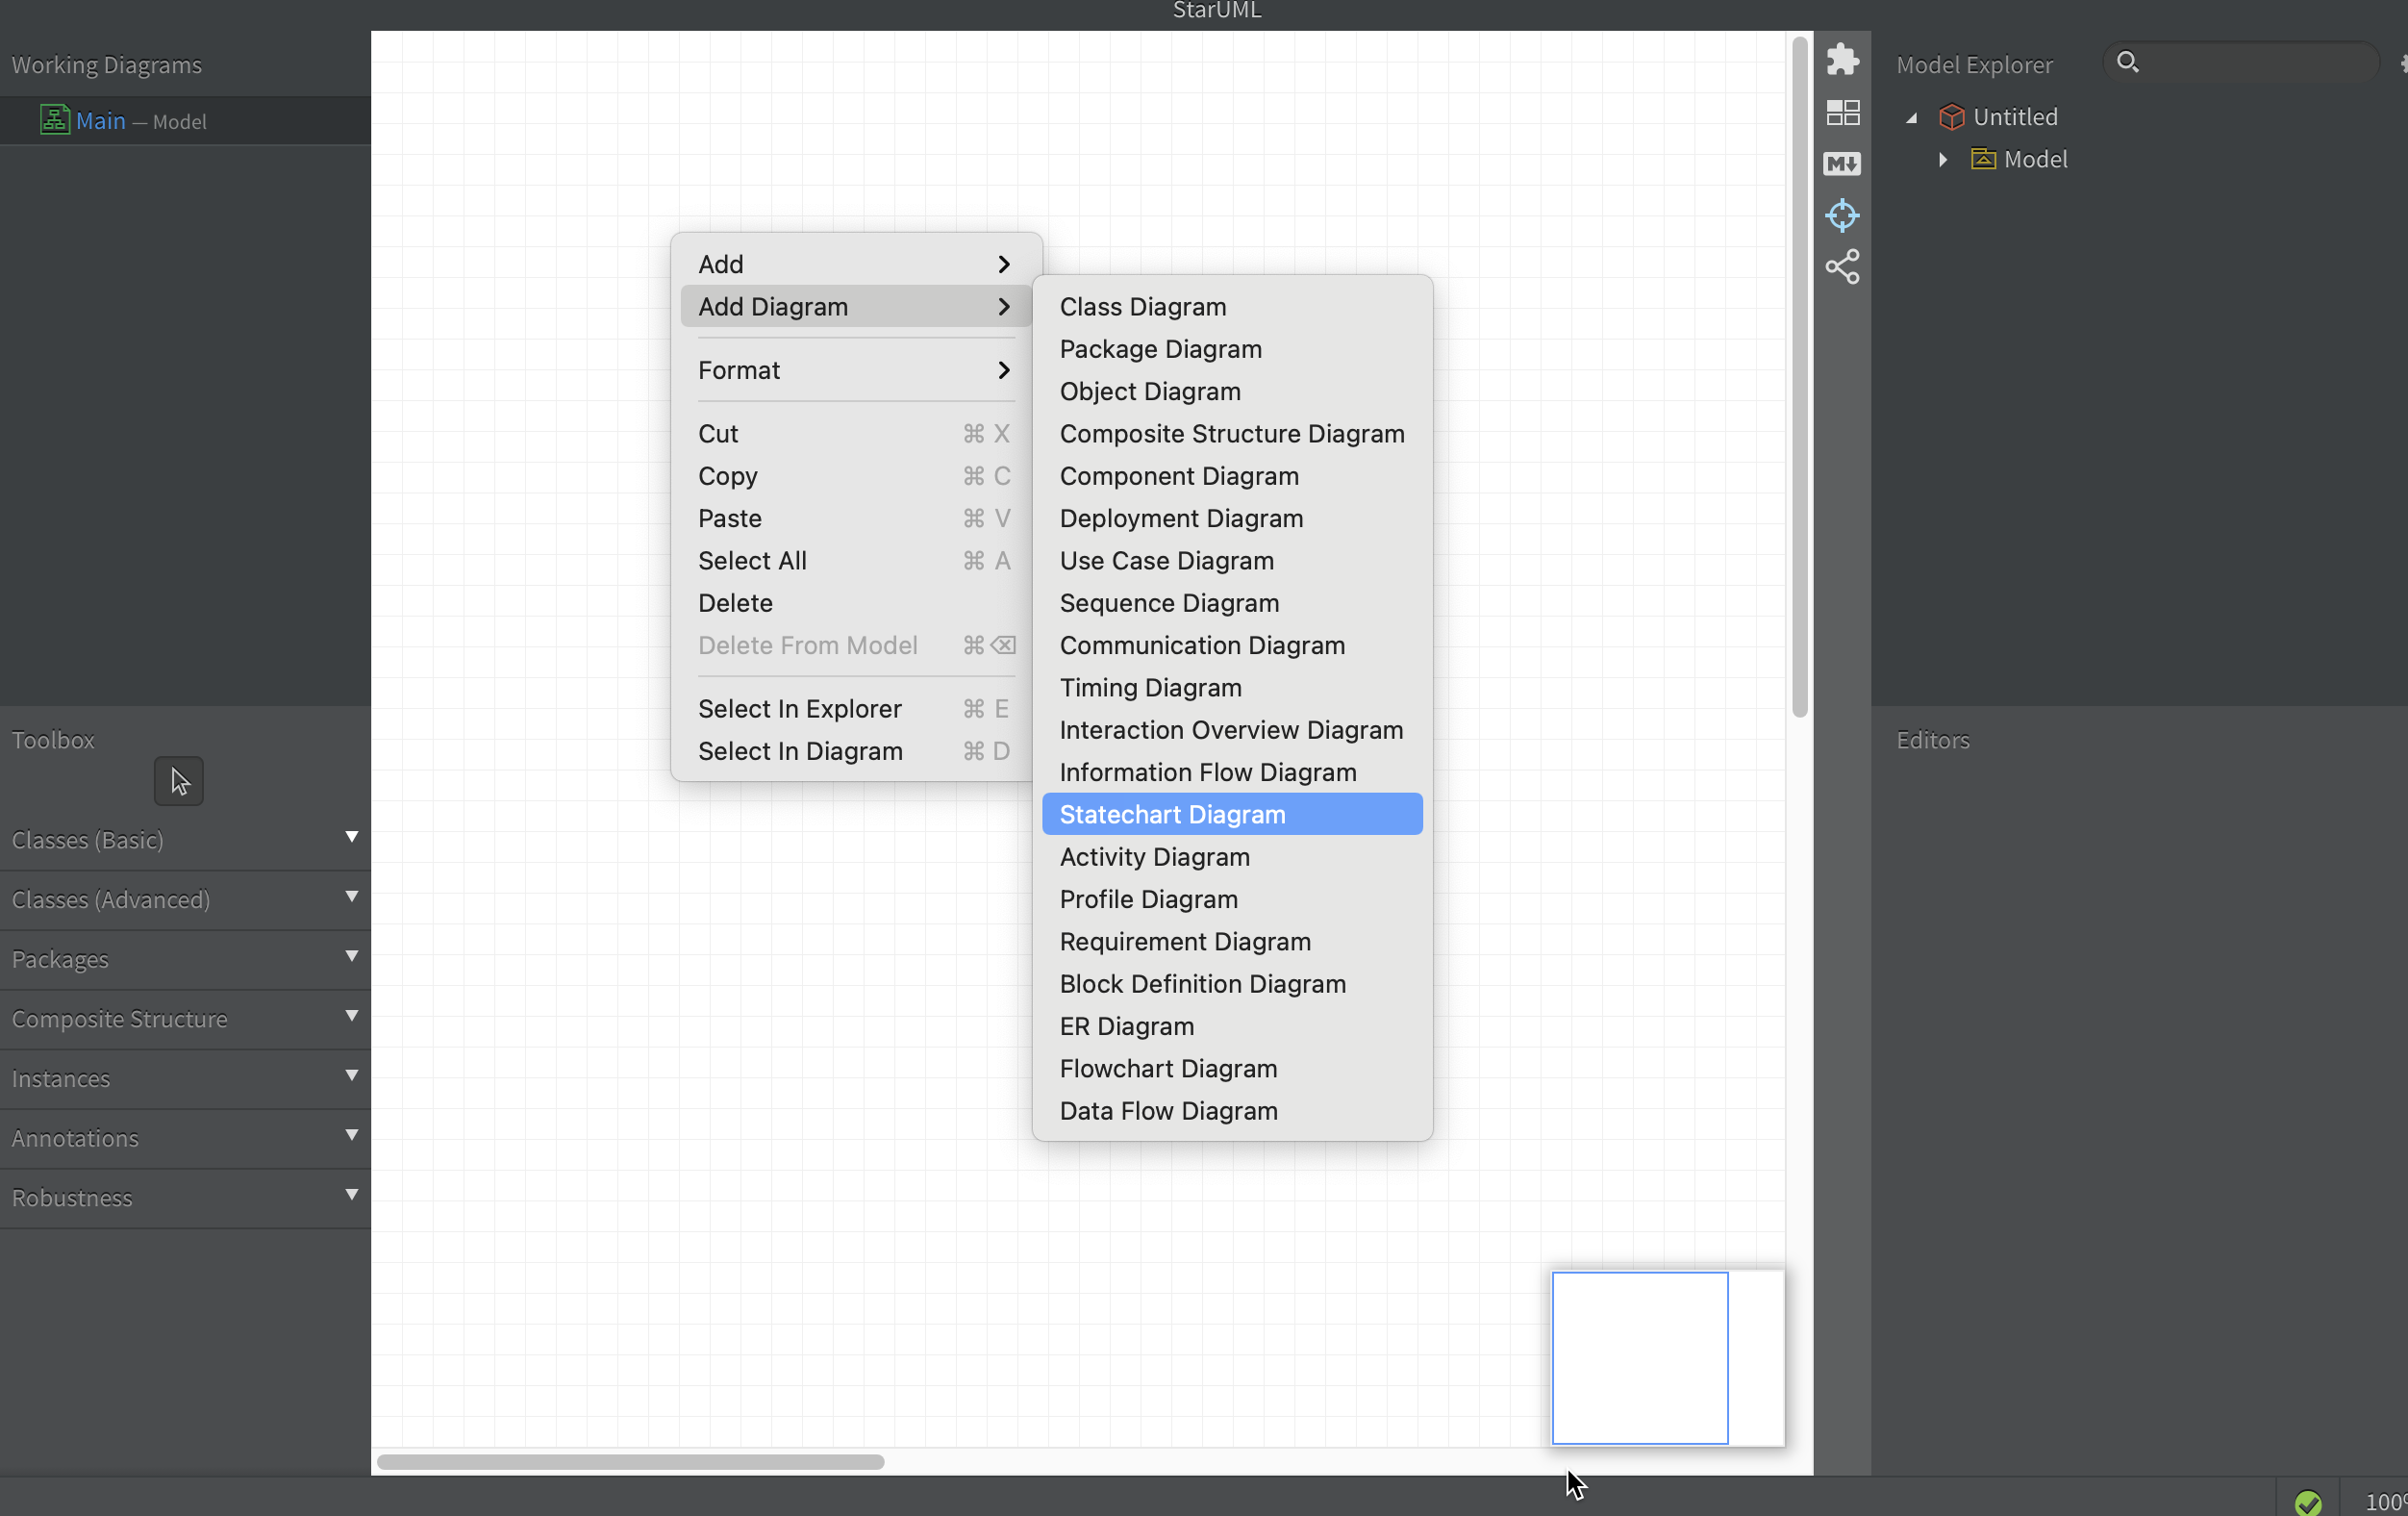 StarUML
Working Diagrams
Main — Model
Toolbox
Classes (Basic)
Classes (Advanced)
Packages
Composite Structure
Instances
Annotations
Robustness
Add
Add Diagram
Format
Cut ⌘ X
Copy ⌘ C
Paste ⌘ V
Select All ⌘ A
Delete
Delete From Model ⌘⌫
Select In Explorer ⌘ E
Select In Diagram ⌘ D
Class Diagram
Package Diagram
Object Diagram
Composite Structure Diagram
Component Diagram
Deployment Diagram
Use Case Diagram
Sequence Diagram
Communication Diagram
Timing Diagram
Interaction Overview Diagram
Information Flow Diagram
Statechart Diagram
Activity Diagram
Profile Diagram
Requirement Diagram
Block Definition Diagram
ER Diagram
Flowchart Diagram
Data Flow Diagram
M
Model Explorer
Untitled
Model
Editors
100%